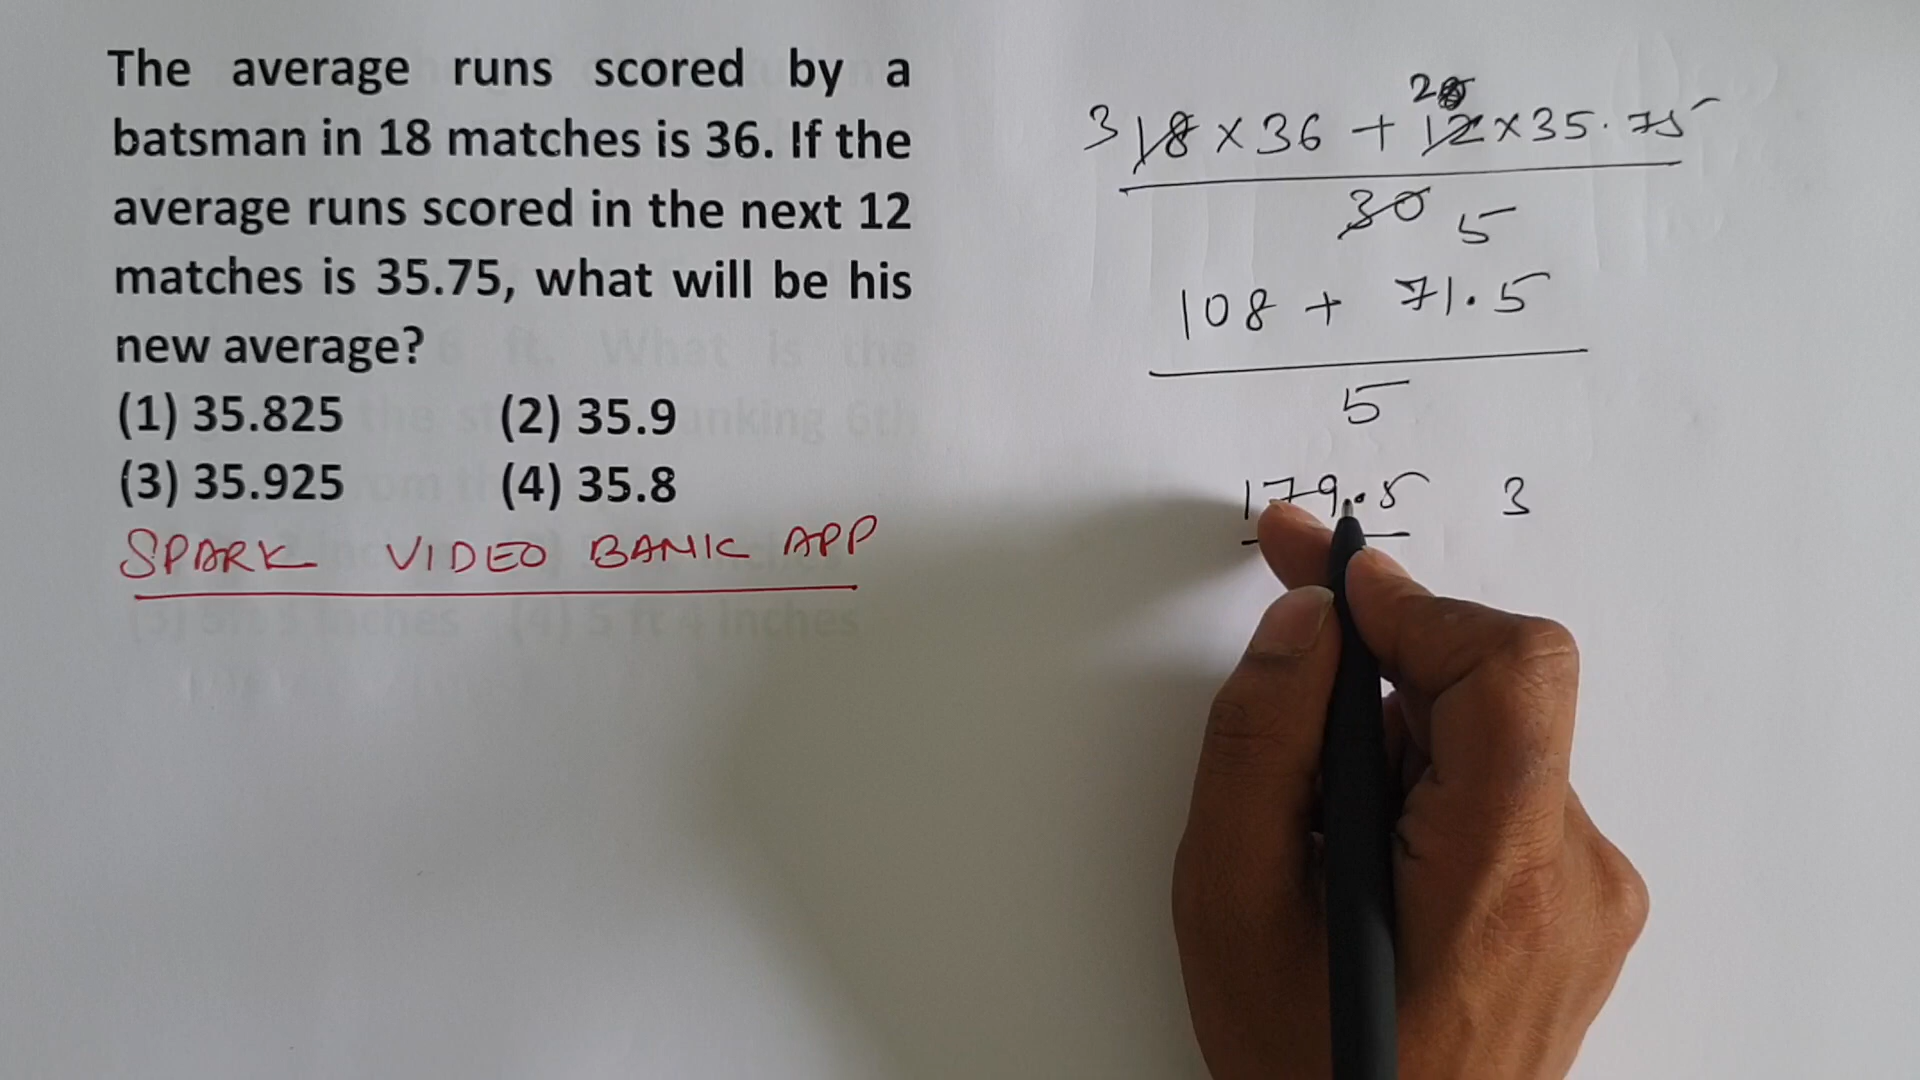 The average runs scored by a
batsman in 18 matches is 36. If the
average runs scored in the next 12
matches is 35.75, what will be his
new average?
(1) 35.825 (2) 35.9
(3) 35.925 (4) 35.8
SPARK VIDEO BANK APP
2
3 18 x 36 + 12 x 35.75
30 5
108 + 71.5
5
179.5 3